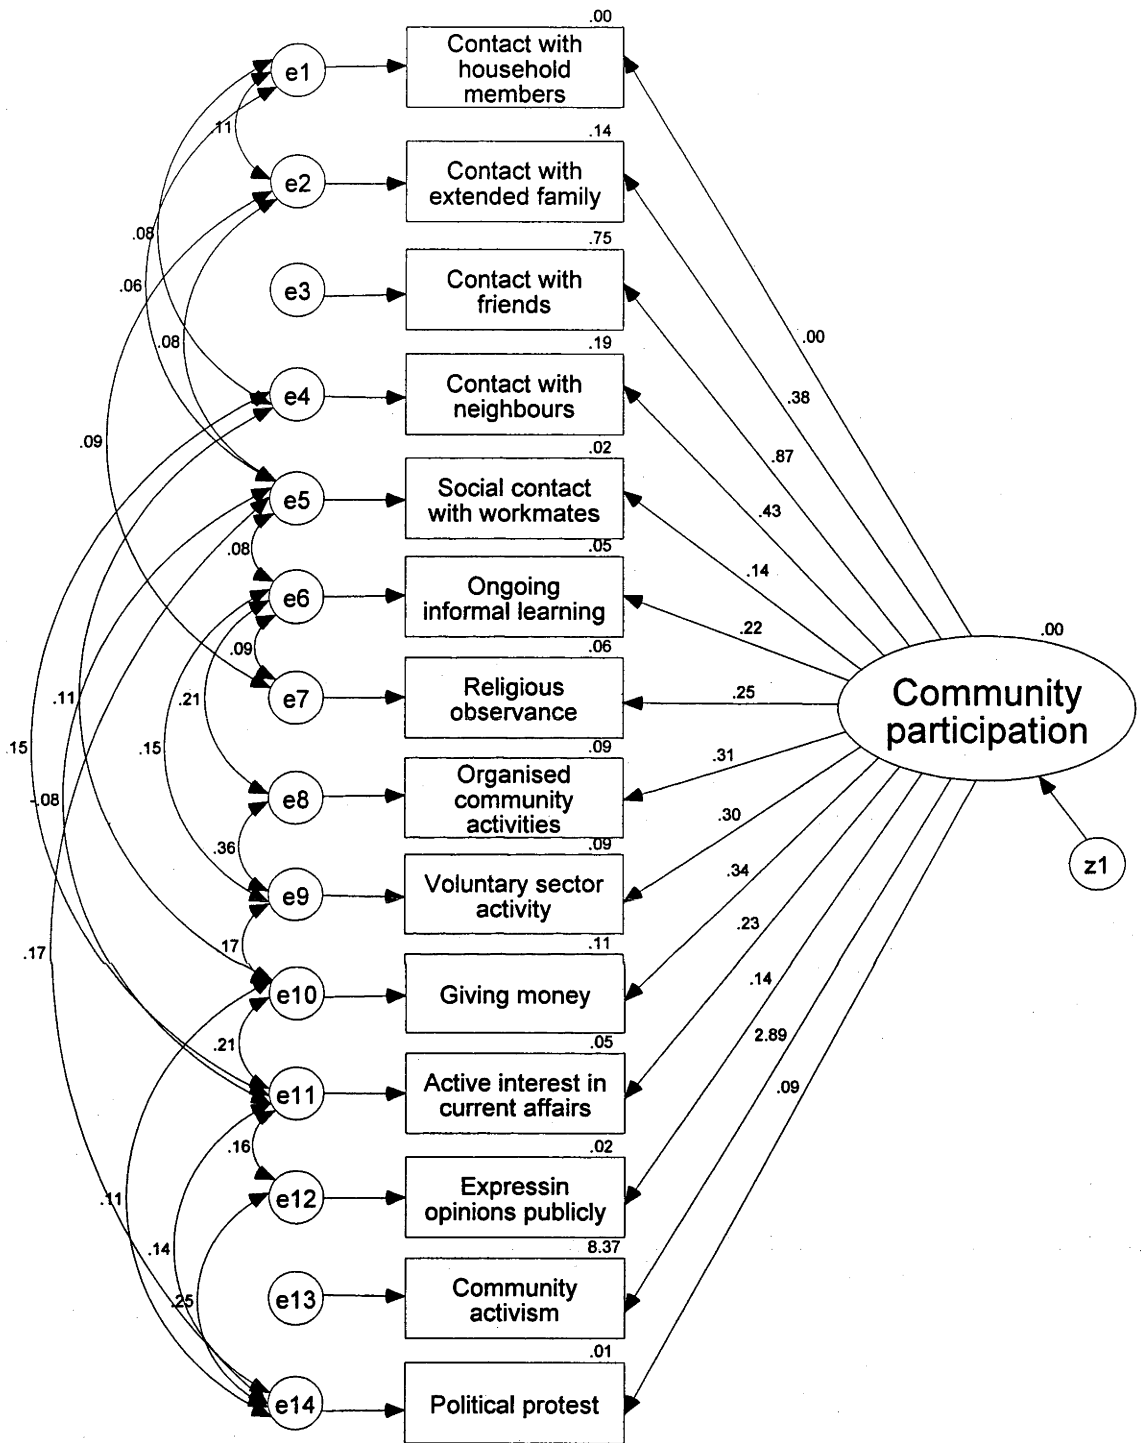 .00
Contact with
household
members
e1
.11
.14
Contact with
extended family
e2
.08
.75
Contact with
friends
e3
.06
.08
.00
.19
Contact with
neighbours
e4
.38
.09
.02
.87
Social contact
with workmates
e5
.43
.08
.05
.14
Ongoing
informal learning
e6
.22
.00
.09
.06
Religious
observance
e7
.25
Community
participation
.11
.21
.15
.15
.09
.31
Organised
community
activities
e8
-.08
.30
.36
.09
z1
Voluntary sector
activity
e9
.34
.17
.17
.11
.23
Giving money
e10
.14
.21
.05
2.89
Active interest in
current affairs
e11
.09
.16
.02
Expressin
opinions publicly
e12
.11
.14
8.37
Community
activism
e13
.25
.01
Political protest
e14